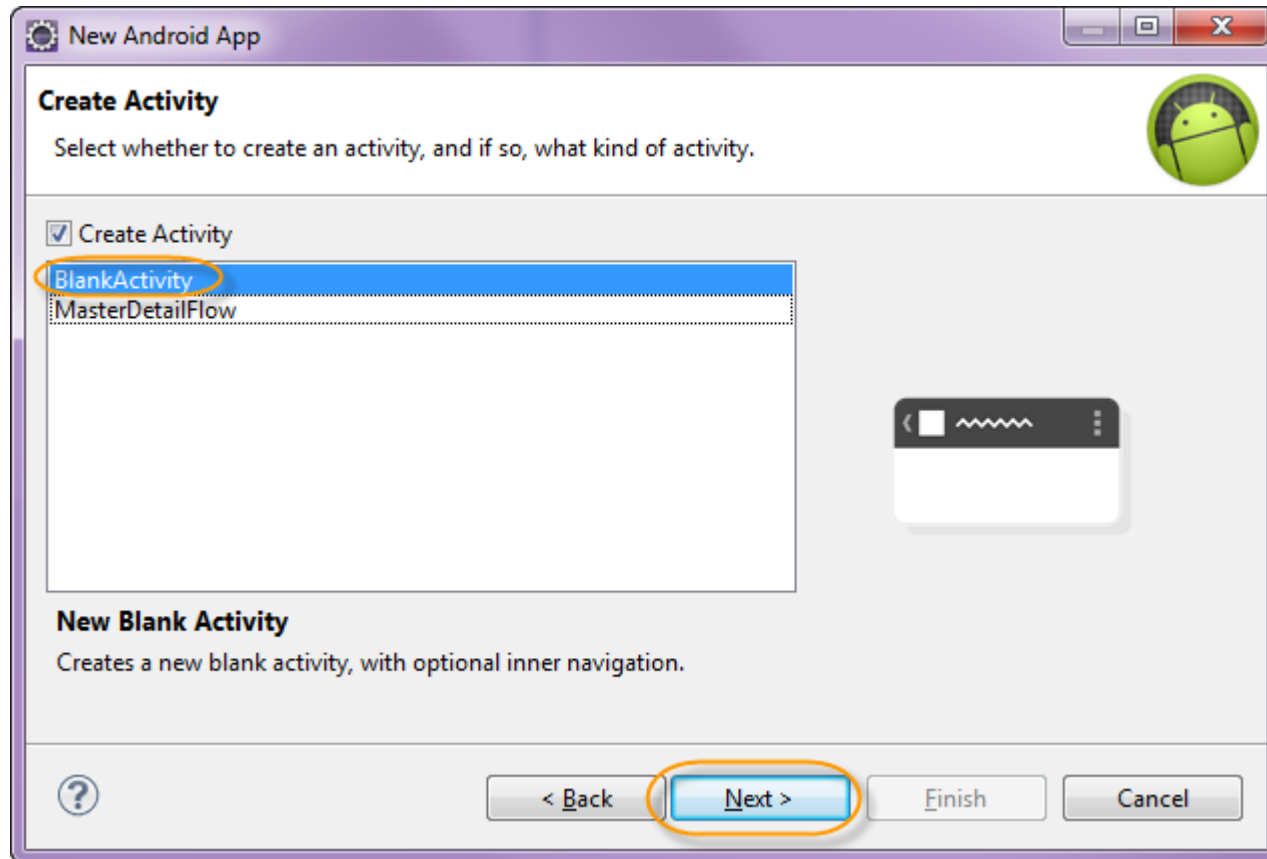 New Android App
Create Activity
Select whether to create an activity, and if so, what kind of activity.
Create Activity
BlankActivity
MasterDetailFlow
New Blank Activity
Creates a new blank activity, with optional inner navigation.
?
< Back
Next >
Finish
Cancel